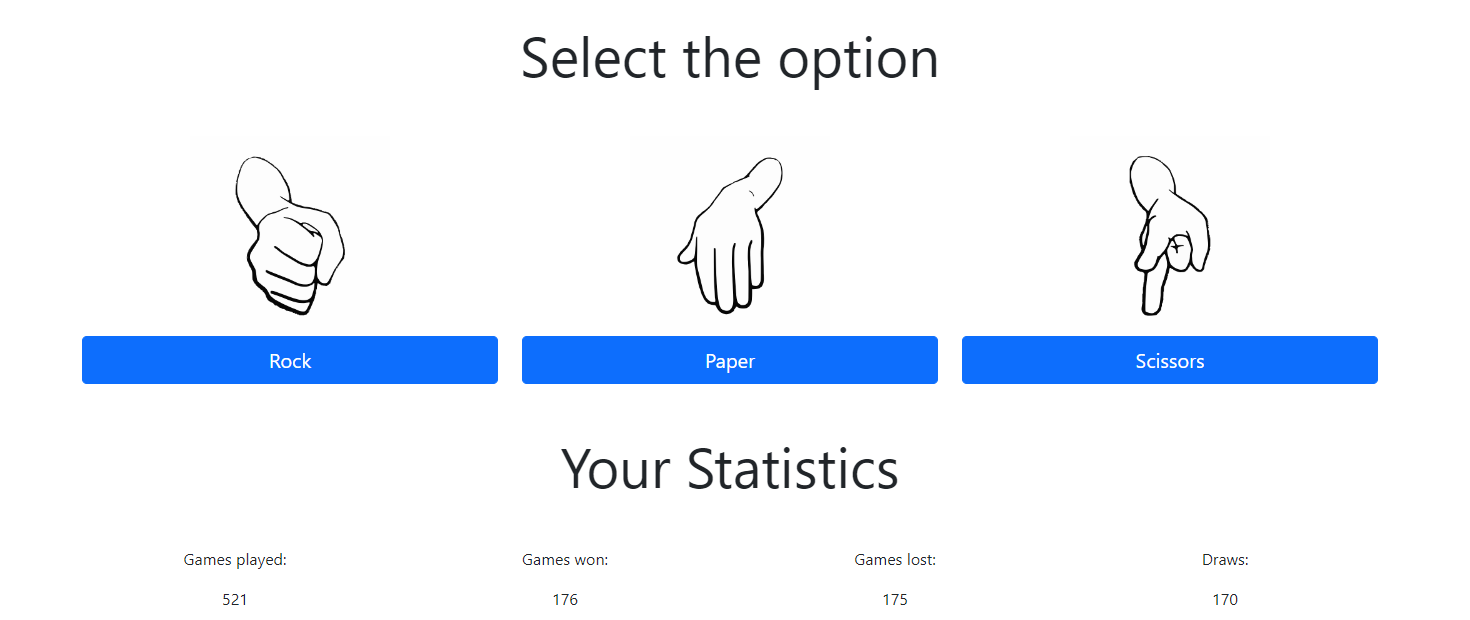 Select the option
Rock Paper Scissors
Your Statistics
Games played: Games won: Games lost: Draws:
521 176 175 170